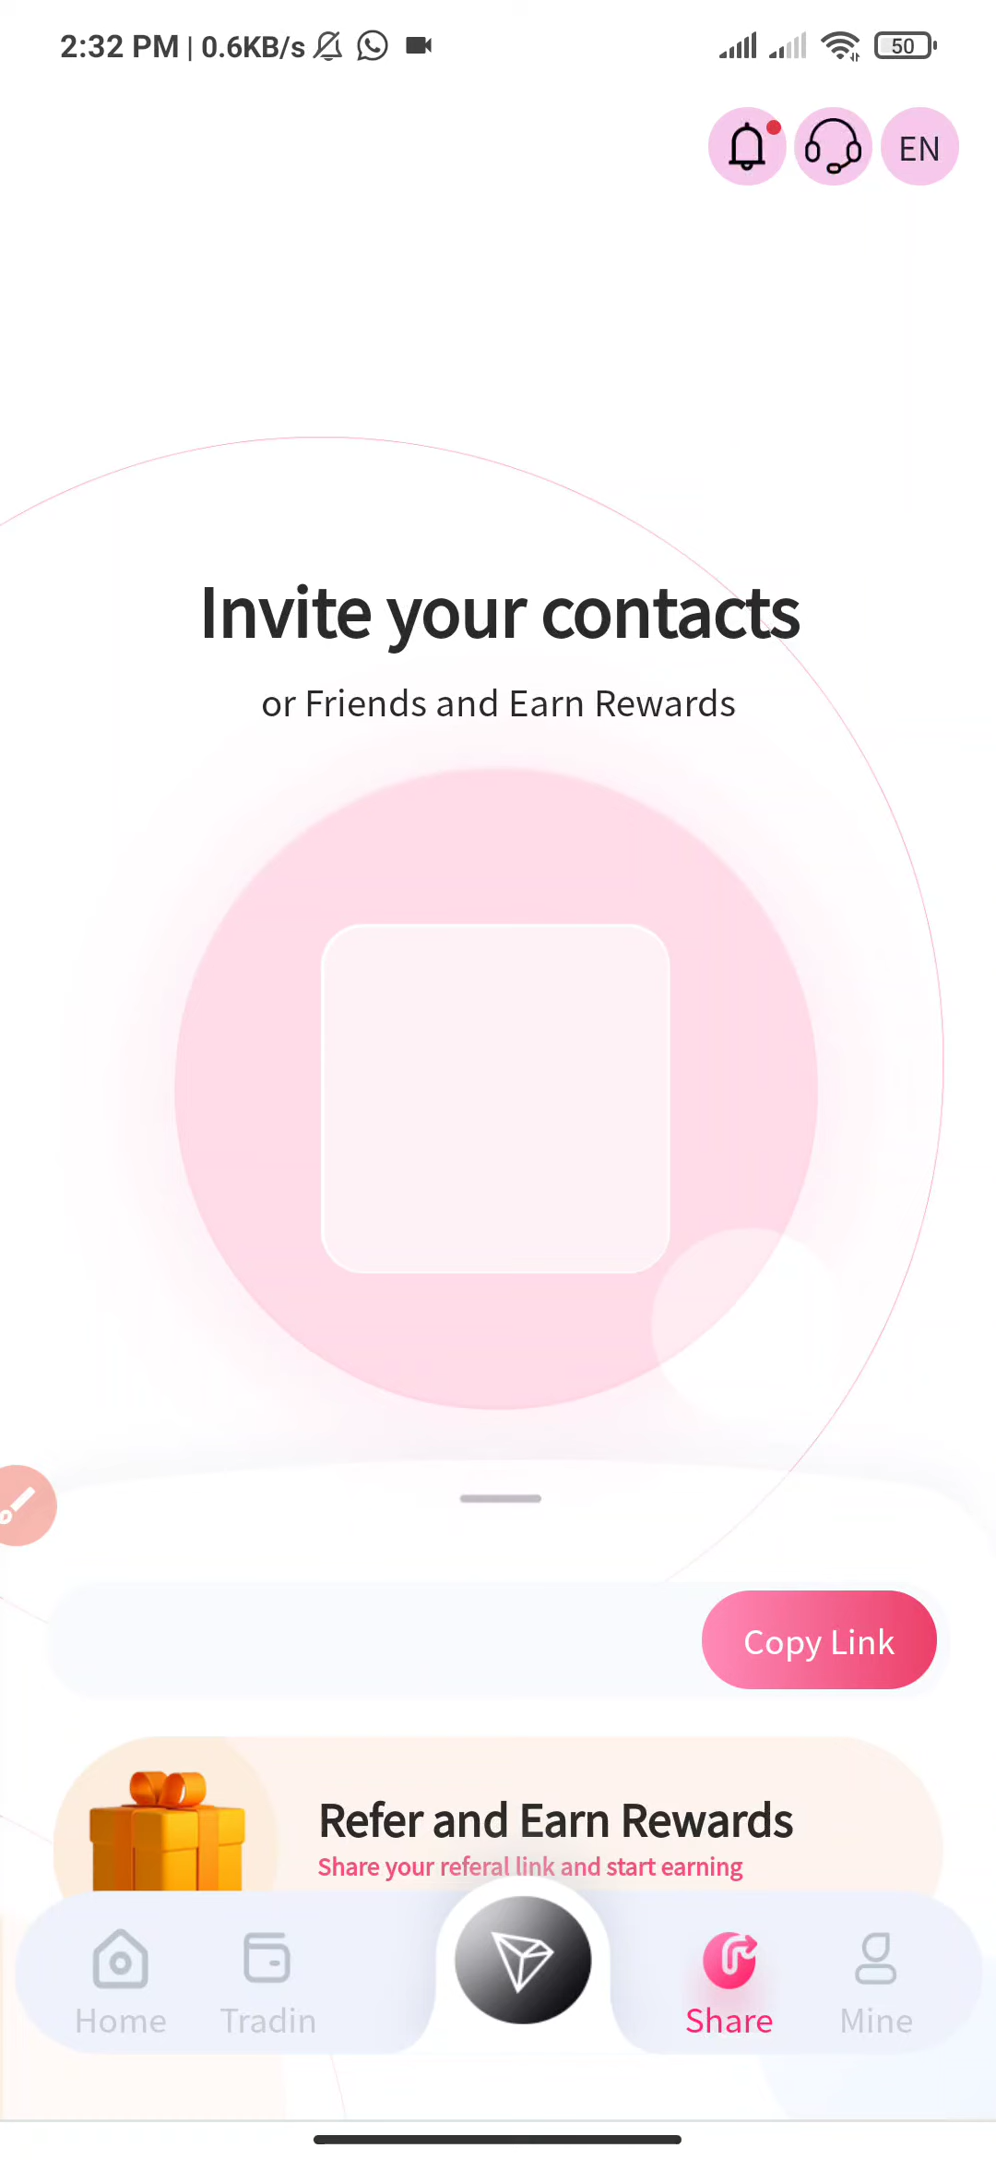 2:32 PM | 0.6KB/s
50
EN
Invite your contacts
or Friends and Earn Rewards
Copy Link
Refer and Earn Rewards
Share your referal link and start earning
Home
Tradin
Share
Mine